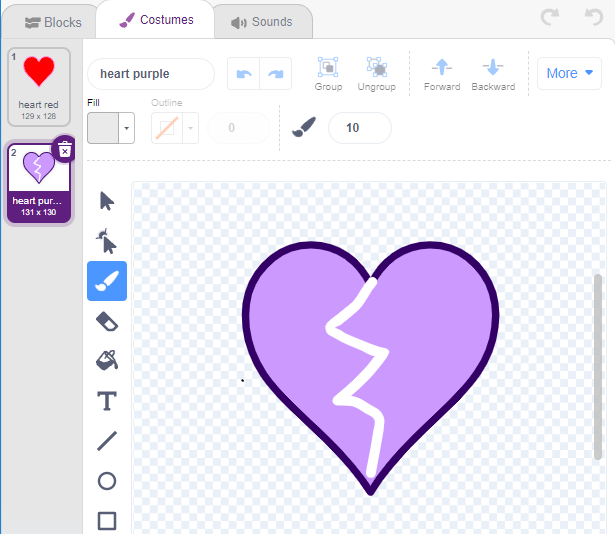 Blocks
Costumes
Sounds
1
heart red
129 x 128
2
heart pur...
131 x 130
heart purple
Group
Ungroup
Forward
Backward
More
Fill
Outline
0
10
T